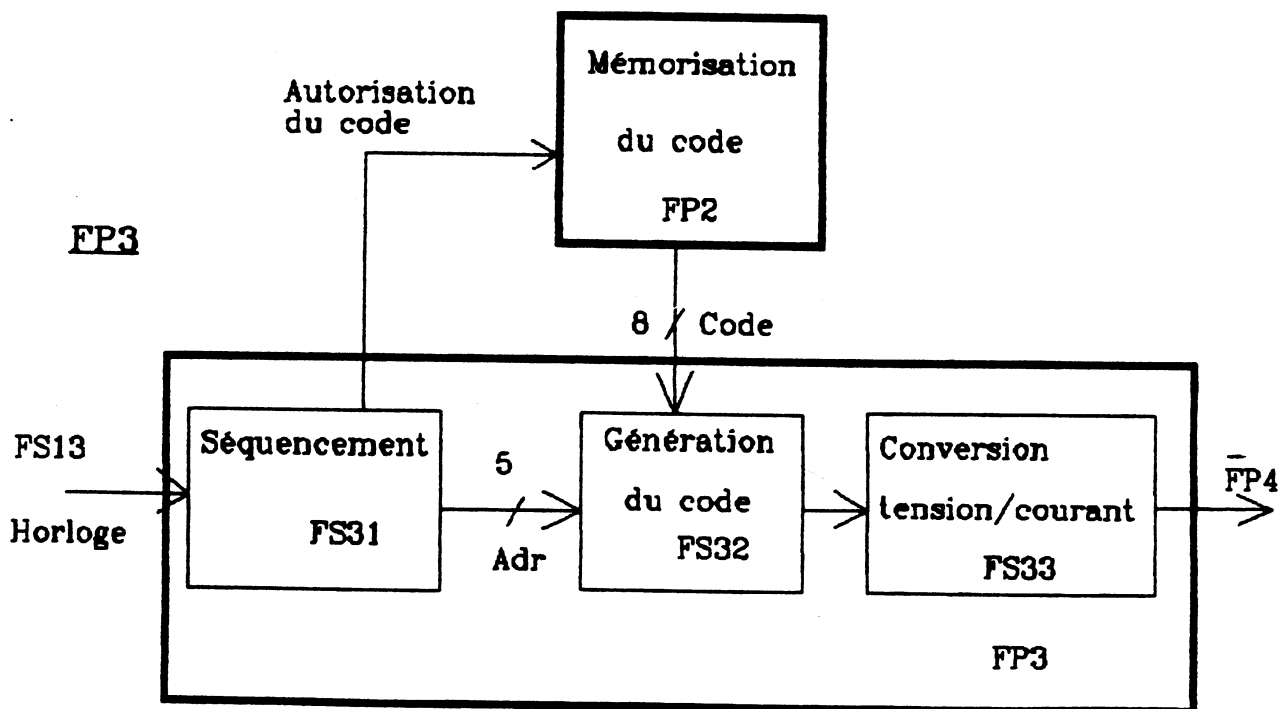 Mémorisation
du code
FP2
Autorisation
du code
FP3
8 / Code
FS13
Horloge
Séquencement
FS31
5
Adr
Génération
du code
FS32
Conversion
tension/courant
FS33
FP4
FP3